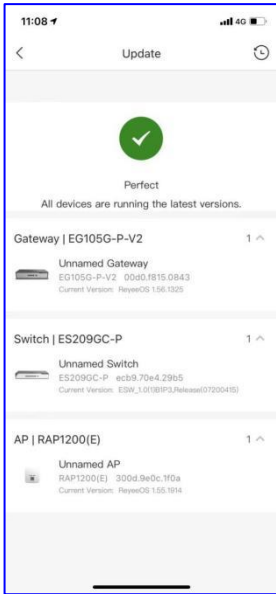 11:08
4G
Update
Perfect
All devices are running the latest versions.
Gateway | EG105G-P-V2 1
Unnamed Gateway
EG105G-P-V2 00d0.f815.0843
Current Version: ReyeeOS 1.56.1325
Switch | ES209GC-P 1
Unnamed Switch
ES209GC-P ecb9.70e4.29b5
Current Version: ESW_1.0(1)B1P3,Release(07200415)
AP | RAP1200(E) 1
Unnamed AP
RAP1200(E) 300d.9e0c.1f0a
Current Version: ReyeeOS 1.55.1914